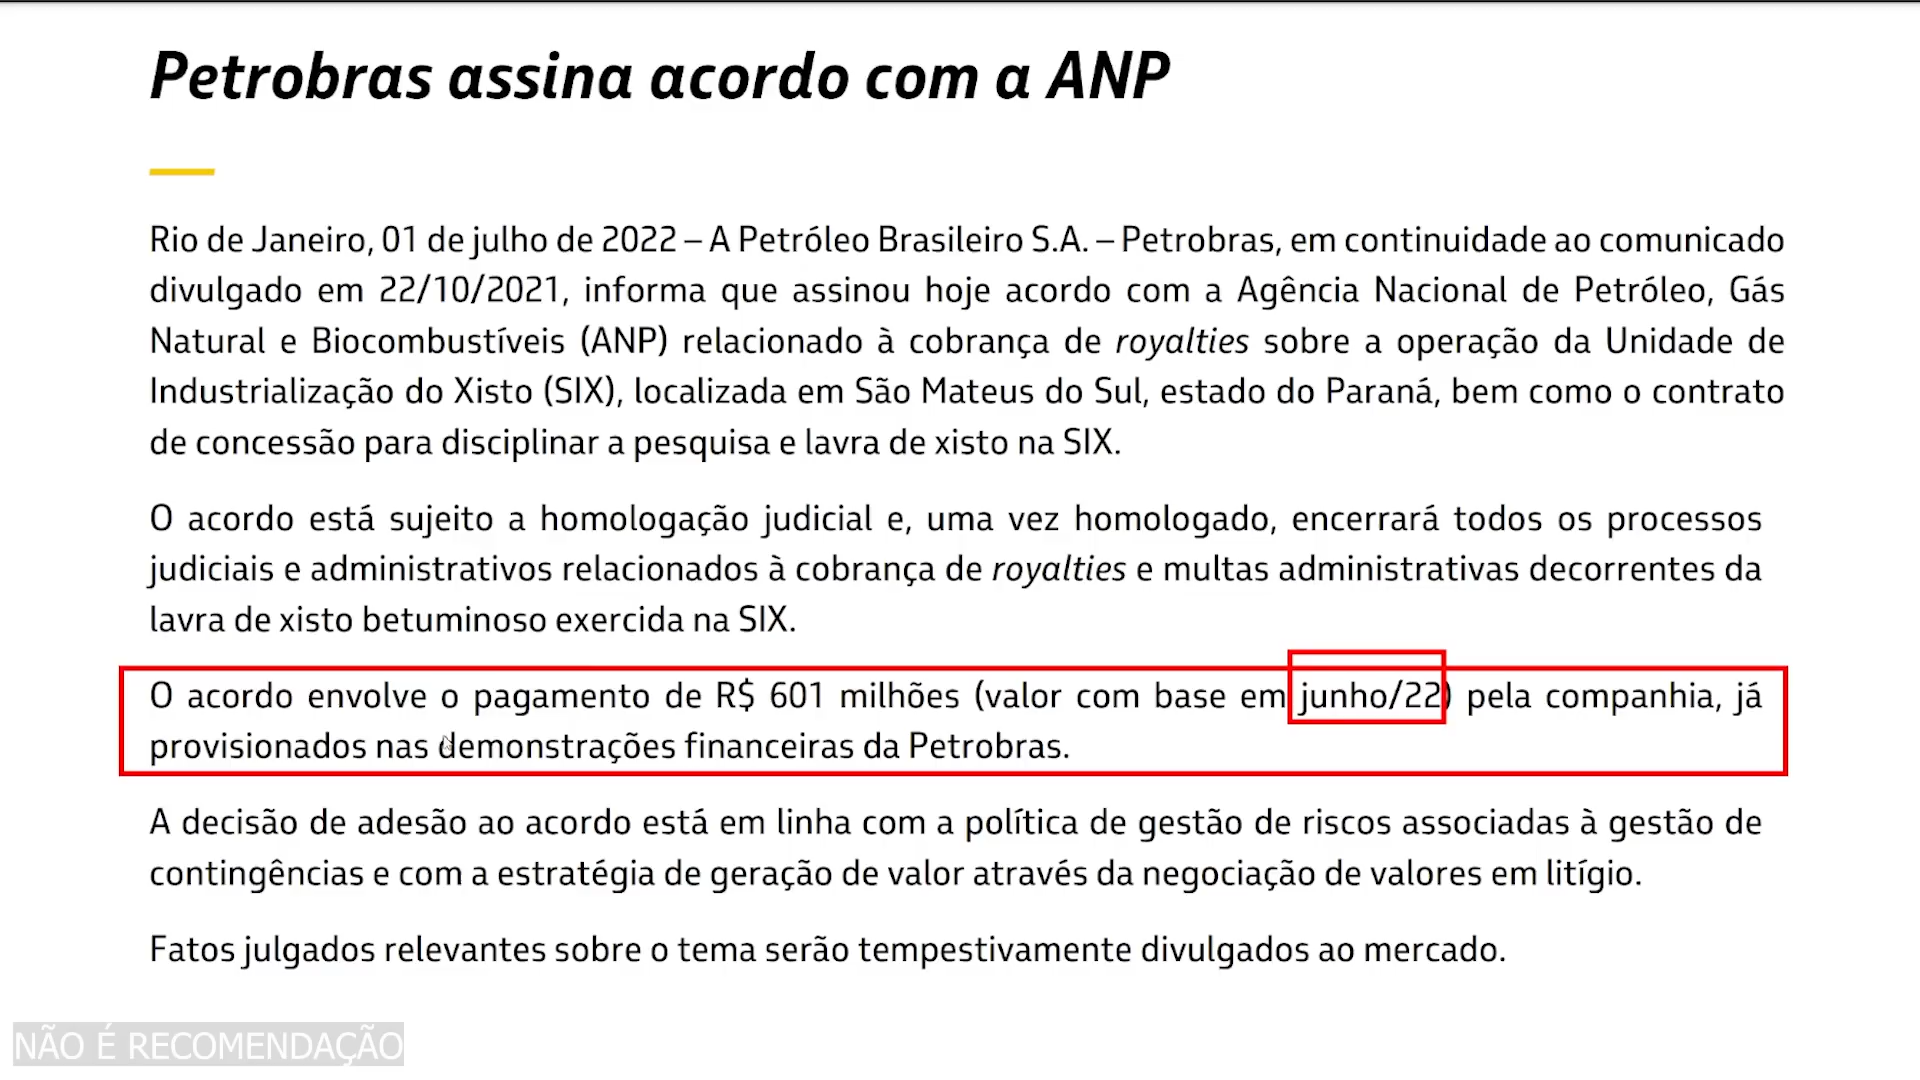 Petrobras assina acordo com a ANP
Rio de Janeiro, 01 de julho de 2022 – A Petróleo Brasileiro S.A. – Petrobras, em continuidade ao comunicado
divulgado em 22/10/2021, informa que assinou hoje acordo com a Agência Nacional de Petróleo, Gás
Natural e Biocombustíveis (ANP) relacionado à cobrança de royalties sobre a operação da Unidade de
Industrialização do Xisto (SIX), localizada em São Mateus do Sul, estado do Paraná, bem como o contrato
de concessão para disciplinar a pesquisa e lavra de xisto na SIX.
O acordo está sujeito a homologação judicial e, uma vez homologado, encerrará todos os processos
judiciais e administrativos relacionados à cobrança de royalties e multas administrativas decorrentes da
lavra de xisto betuminoso exercida na SIX.
O acordo envolve o pagamento de R$ 601 milhões (valor com base em junho/22) pela companhia, já
provisionados nas demonstrações financeiras da Petrobras.
A decisão de adesão ao acordo está em linha com a política de gestão de riscos associadas à gestão de
contingências e com a estratégia de geração de valor através da negociação de valores em litígio.
Fatos julgados relevantes sobre o tema serão tempestivamente divulgados ao mercado.
NÃO É RECOMENDAÇÃO